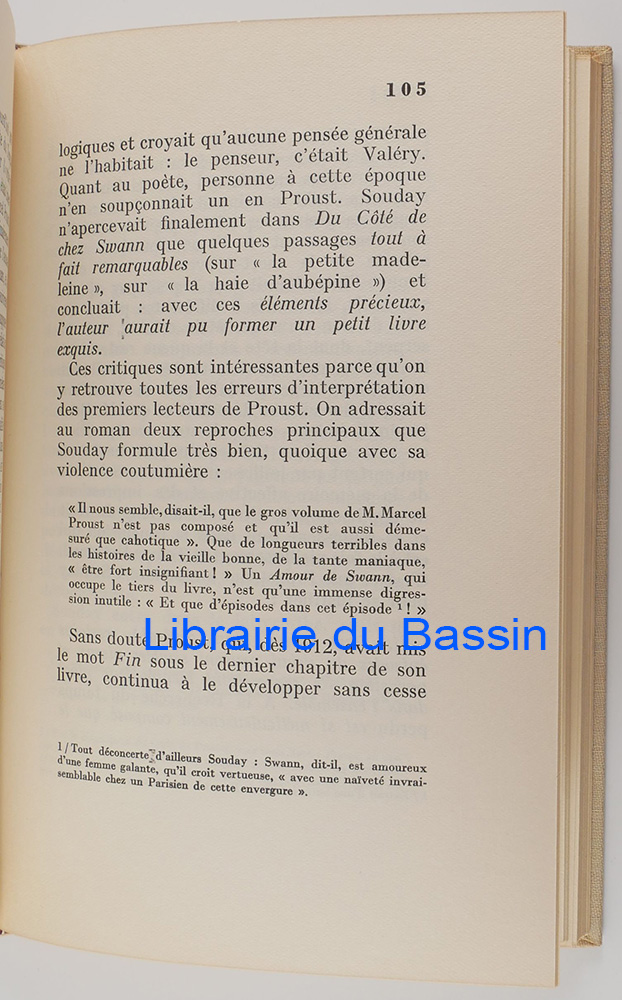 105
logiques et croyait qu'aucune pensée générale
ne l'habitait : le penseur, c'était Valéry.
Quant au poète, personne à cette époque
n'en soupçonnait un en Proust. Souday
n'apercevait finalement dans Du Côté de
chez Swann que quelques passages tout à
fait remarquables (sur « la petite made-
leine », sur « la haie d'aubépine ») et
concluait : avec ces éléments précieux,
l'auteur aurait pu former un petit livre
exquis.
Ces critiques sont intéressantes parce qu'on
y retrouve toutes les erreurs d'interprétation
des premiers lecteurs de Proust. On adressait
au roman deux reproches principaux que
Souday formule très bien, quoique avec sa
violence coutumière :
« Il nous semble, disait-il, que le gros volume de M. Marcel
Proust n'est pas composé et qu'il est aussi déme-
suré que cahotique ». Que de longueurs terribles dans
les histoires de la vieille bonne, de la tante maniaque,
« être fort insignifiant ! » Un Amour de Swann, qui
occupe le tiers du livre, n'est qu'une immense digres-
sion inutile : « Et que d'épisodes dans cet épisode ¹ ! »
Sans doute Proust, qui, dès 1912, avait mis
Librairie du Bassin
le mot Fin sous le dernier chapitre de son
livre, continua à le développer sans cesse
1/ Tout déconcerte d'ailleurs Souday : Swann, dit-il, est amoureux
d'une femme galante, qu'il croit vertueuse, « avec une naïveté invrai-
semblable chez un Parisien de cette envergure ».